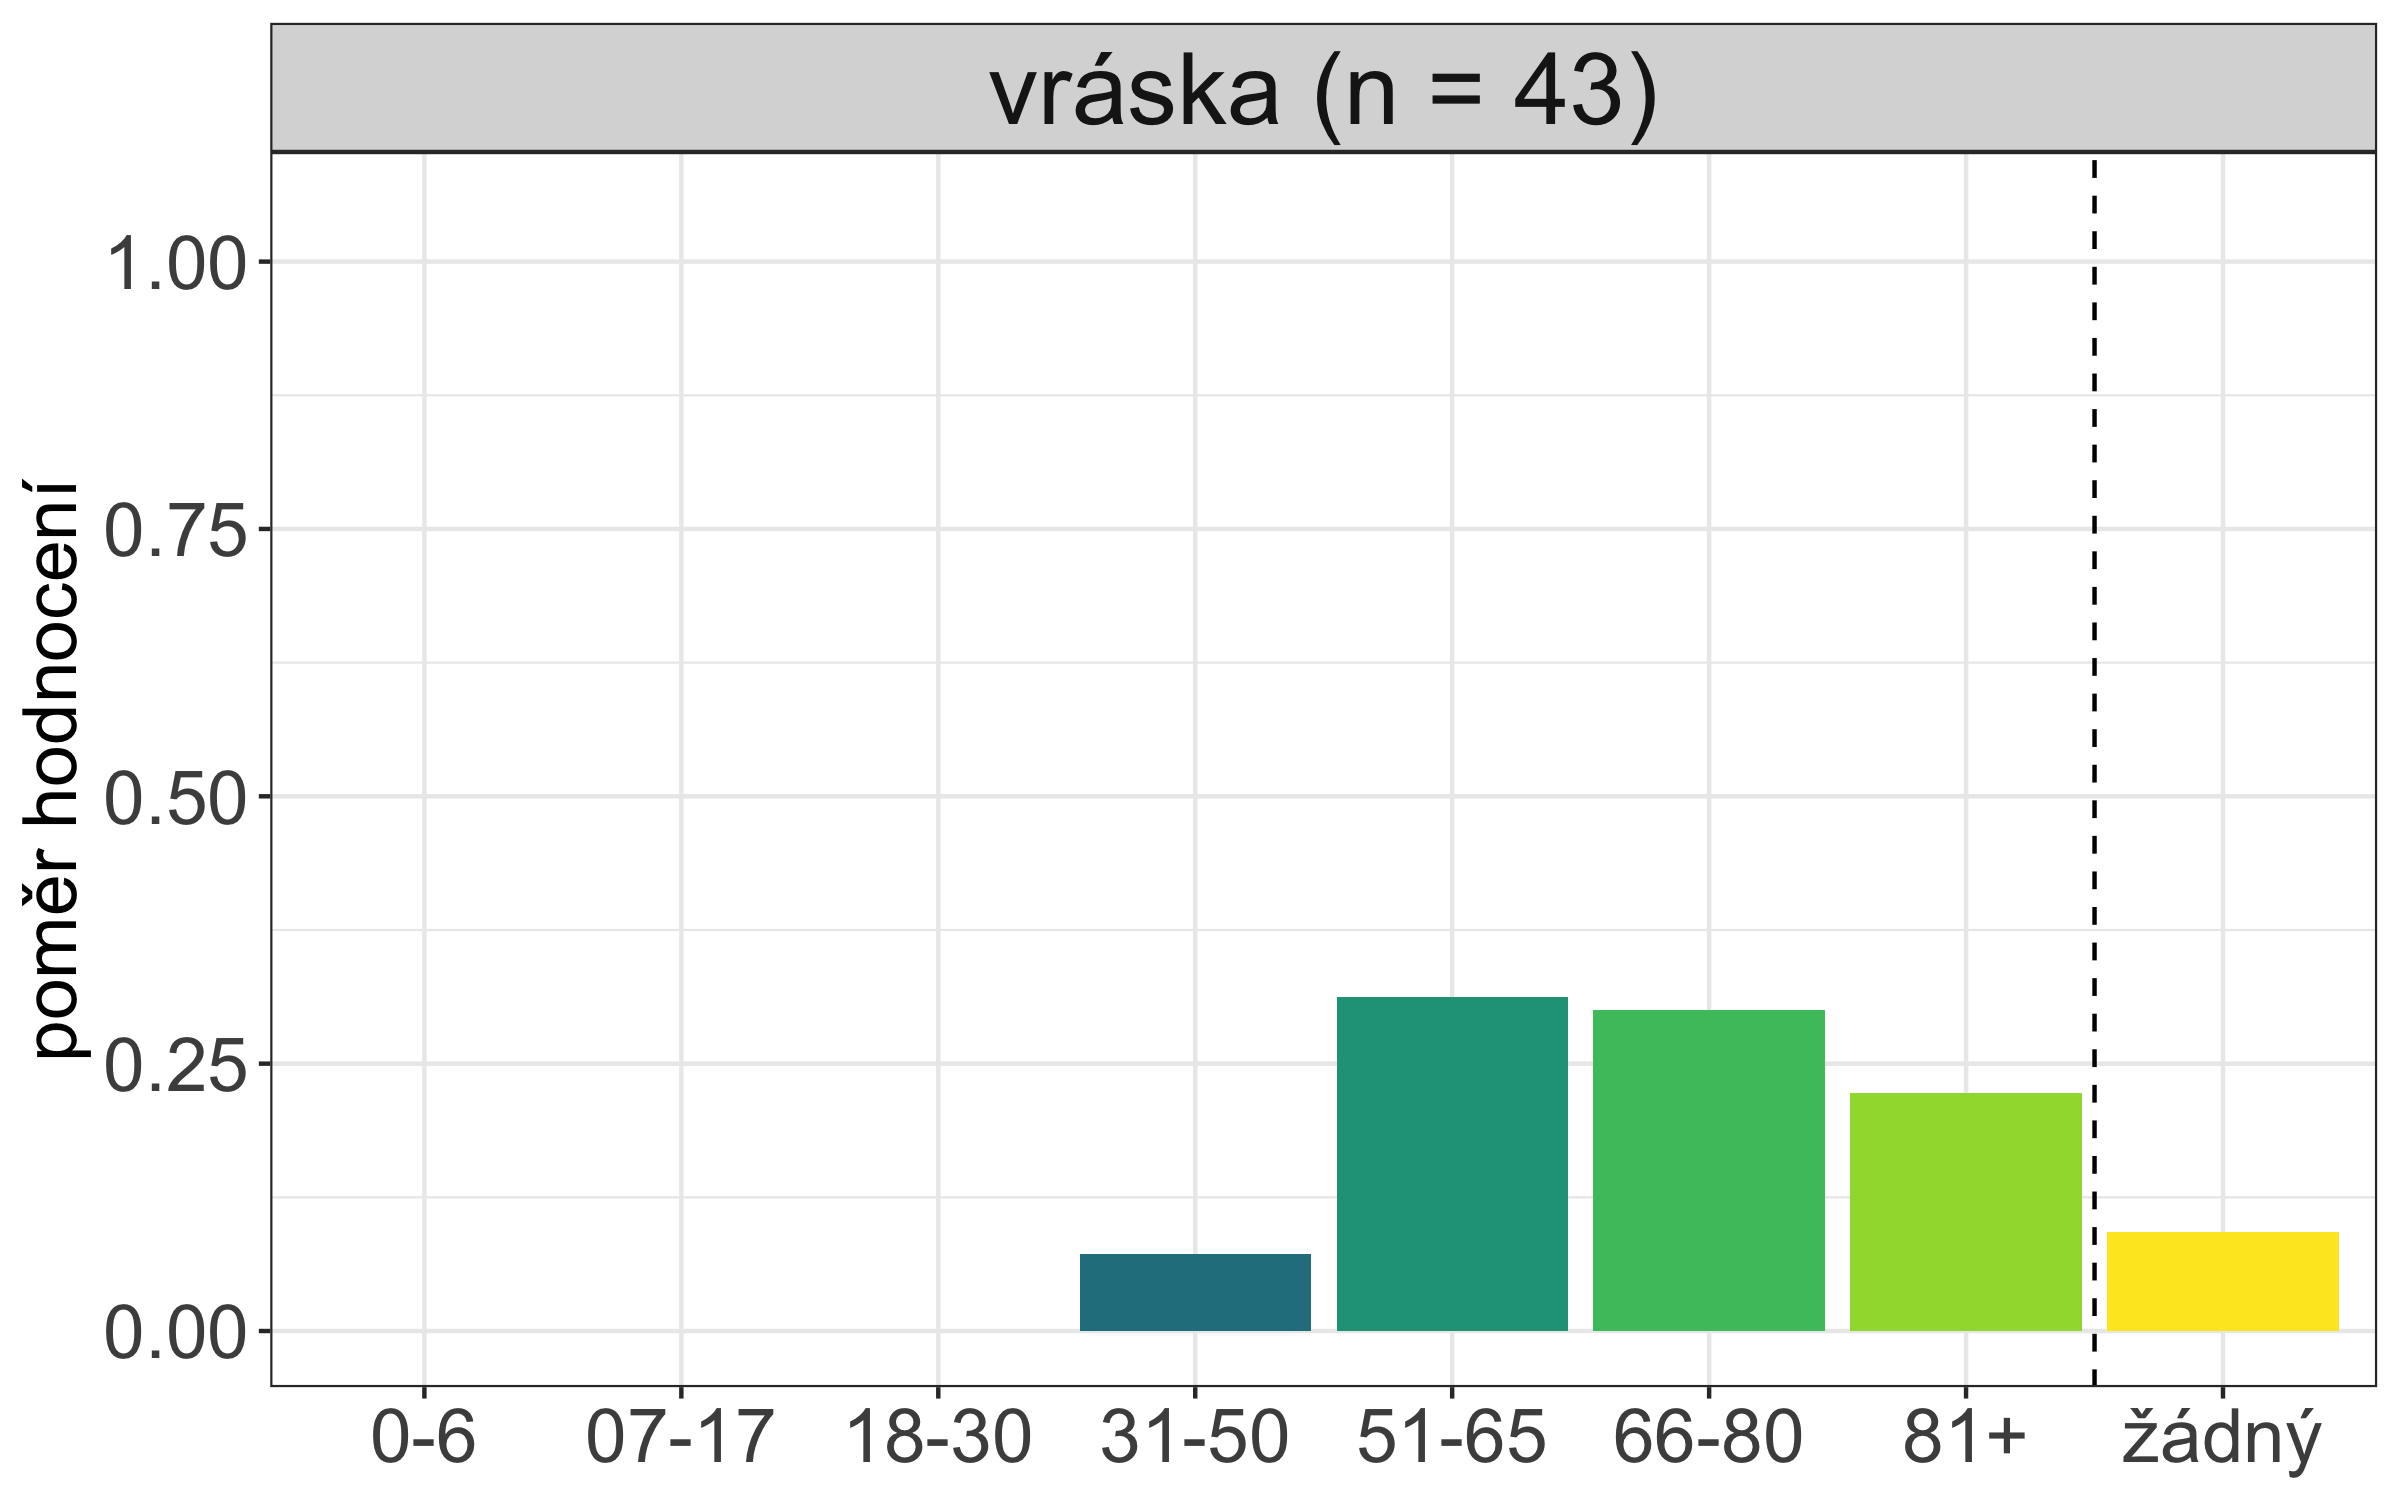 vráska (n = 43)
poměr hodnocení
1.00
0.75
0.50
0.25
0.00
0-6 07-17 18-30 31-50 51-65 66-80 81+ žádný